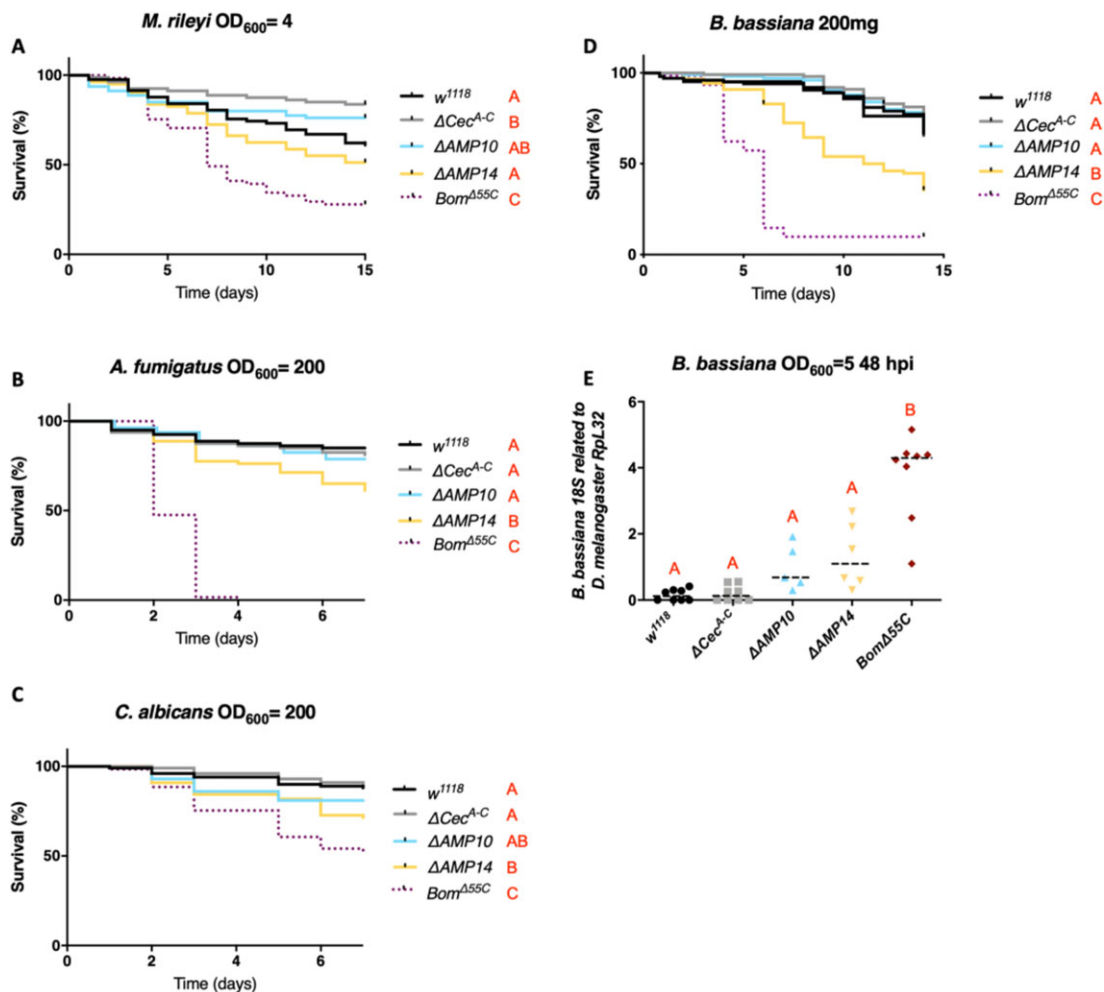 A
M. rileyi OD600= 4
Survival (%)
100
50
0
0 5 10 15
Time (days)
w1118 A
ΔCecA-C B
ΔAMP10 AB
ΔAMP14 A
BomΔ55C C
B
A. fumigatus OD600= 200
Survival (%)
100
50
0
0 2 4 6
Time (days)
w1118 A
ΔCecA-C A
ΔAMP10 A
ΔAMP14 B
BomΔ55C C
C
C. albicans OD600= 200
Survival (%)
100
50
0
0 2 4 6
Time (days)
w1118 A
ΔCecA-C A
ΔAMP10 AB
ΔAMP14 B
BomΔ55C C
D
B. bassiana 200mg
Survival (%)
100
50
0
0 5 10 15
Time (days)
w1118 A
ΔCecA-C A
ΔAMP10 A
ΔAMP14 B
BomΔ55C C
E
B. bassiana OD600=5 48 hpi
B. bassiana 18S related to
D. melanogaster RpL32
6
4
2
0
A A A A B
w1118
ΔCecA-C
ΔAMP10
ΔAMP14
BomΔ55C